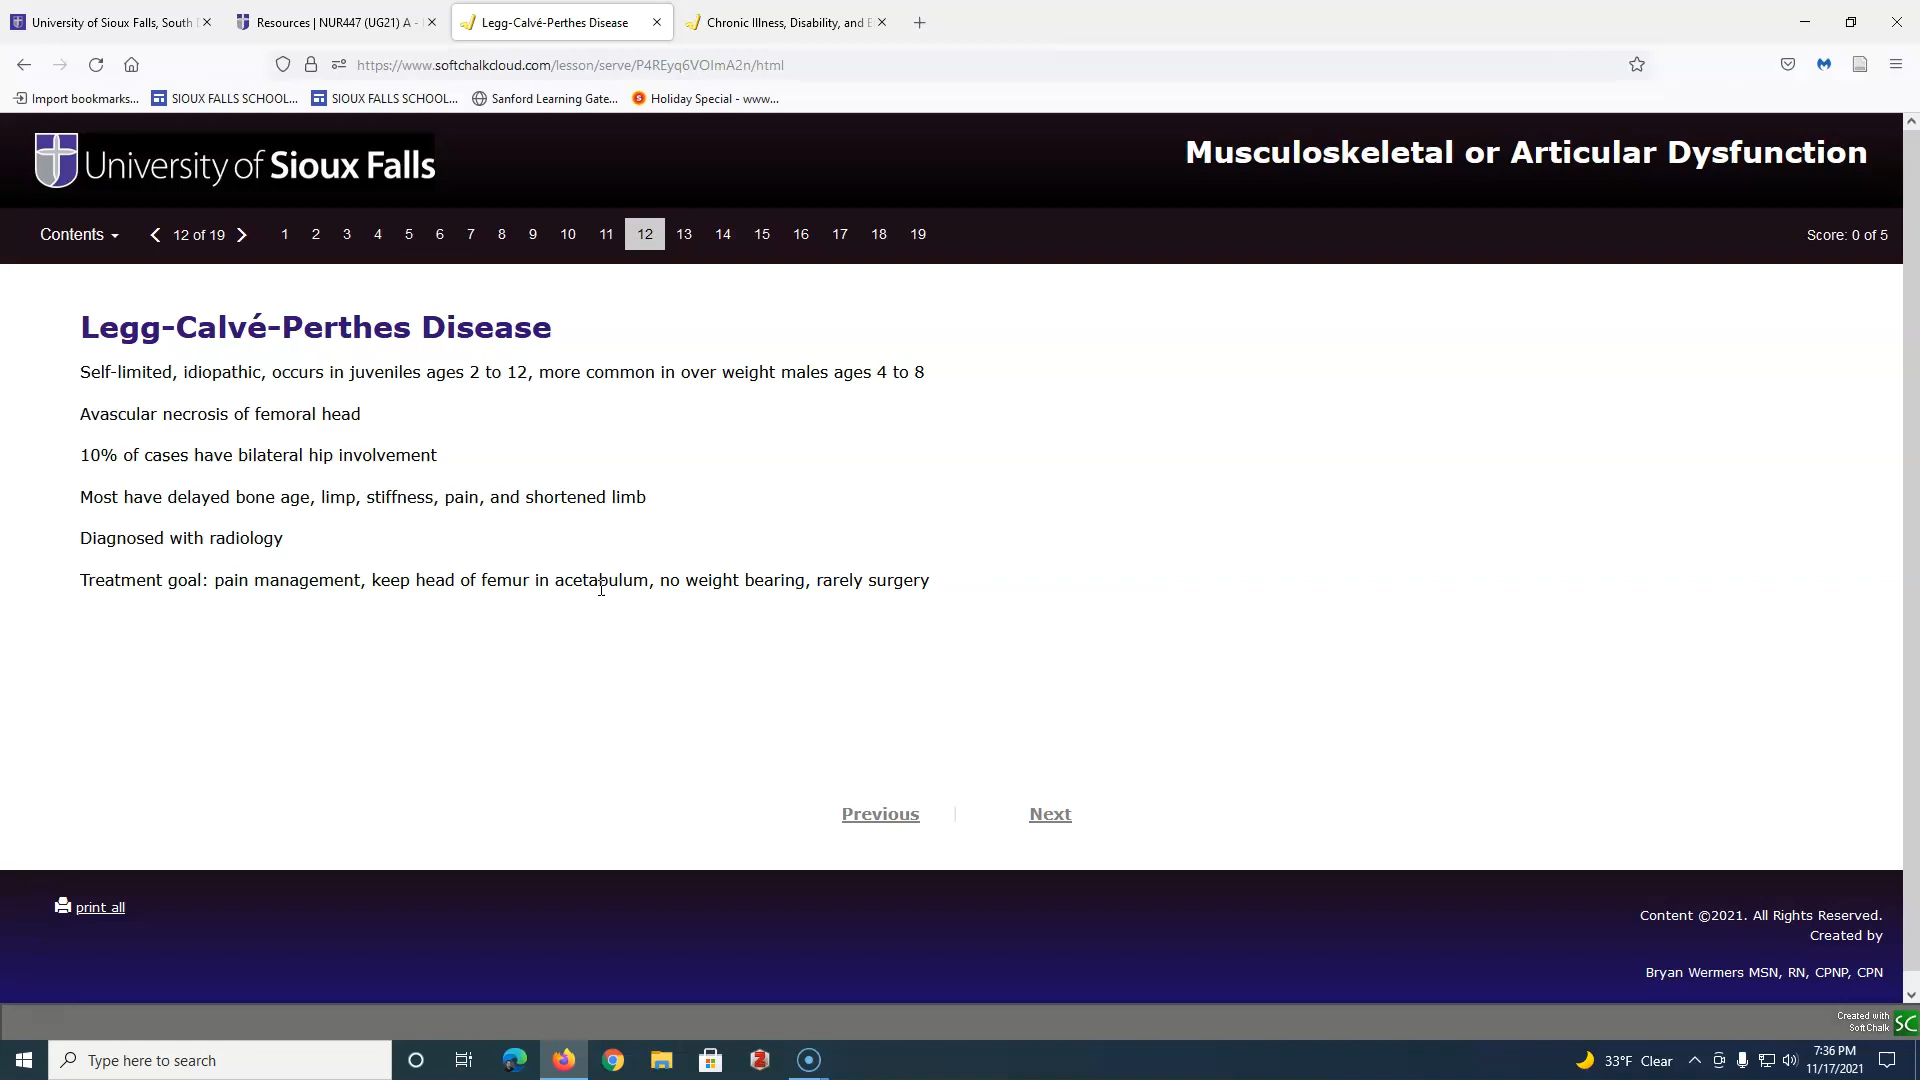 University of Sioux Falls, South
Resources | NUR447 (UG21) A -
Legg-Calvé-Perthes Disease
Chronic Illness, Disability, and E
https://www.softchalkcloud.com/lesson/serve/P4REyq6VOImA2n/html
Import bookmarks...
SIOUX FALLS SCHOOL...
SIOUX FALLS SCHOOL...
Sanford Learning Gate...
Holiday Special - www...
University of Sioux Falls
Musculoskeletal or Articular Dysfunction
Contents
12 of 19
1 2 3 4 5 6 7 8 9 10 11 12 13 14 15 16 17 18 19
Score: 0 of 5
Legg-Calvé-Perthes Disease
Self-limited, idiopathic, occurs in juveniles ages 2 to 12, more common in over weight males ages 4 to 8
Avascular necrosis of femoral head
10% of cases have bilateral hip involvement
Most have delayed bone age, limp, stiffness, pain, and shortened limb
Diagnosed with radiology
Treatment goal: pain management, keep head of femur in acetabulum, no weight bearing, rarely surgery
Previous | Next
print all
Content ©2021. All Rights Reserved.
Created by
Bryan Wermers MSN, RN, CPNP, CPN
Created with
SoftChalk
SC
Type here to search
33°F Clear
7:36 PM
11/17/2021